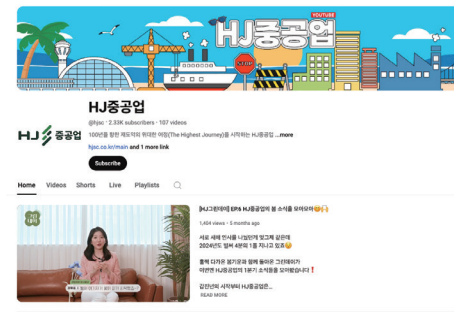 YOUTUBE
HJ중공업
STOP
HJ중공업
HJ 중공업
@hjsc · 2.33K subscribers · 107 videos
100년을 향한 재도약의 위대한 여정(The Highest Journey)를 시작하는 HJ중공업 ...more
hjsc.co.kr/main and 1 more link
Subscribe
Home Videos Shorts Live Playlists
[HJ그린데이] EP.6 HJ중공업의 봄 소식을 모아모아
1,454 views · 5 months ago
서로 새해 인사를 나눴던게 엊그제 같은데
2024년도 벌써 4분의 1를 지나고 있죠
훌쩍 다가온 봄기운과 함께 돌아온 그린데이가
이번엔 HJ중공업의 1분기 소식들을 모아봤습니다❗
김찬년의 시작부터 HJ중공업은...
READ MORE